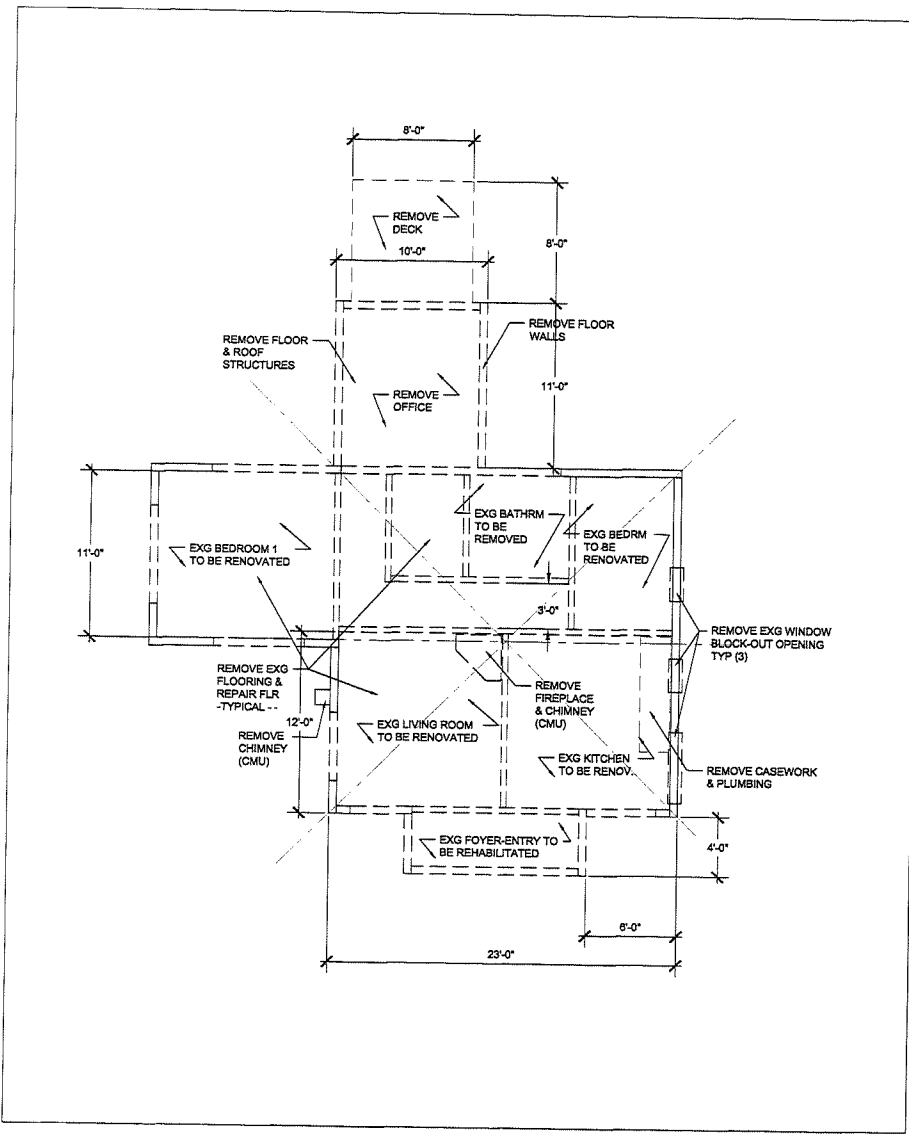 8'-0"
REMOVE
DECK
8'-0"
10'-0"
REMOVE FLOOR
WALLS
REMOVE FLOOR
& ROOF
STRUCTURES
11'-0"
REMOVE
OFFICE
EXG BATHRM
TO BE
REMOVED
EXG BEDRM
TO BE
RENOVATED
11'-0"
EXG BEDROOM 1
TO BE RENOVATED
3'-0"
REMOVE EXG WINDOW
BLOCK-OUT OPENING
TYP (3)
REMOVE EXG
FLOORING &
REPAIR FLR
-TYPICAL --
REMOVE
FIREPLACE
& CHIMNEY
(CMU)
12'-0"
EXG LIVING ROOM
TO BE RENOVATED
REMOVE
CHIMNEY
(CMU)
EXG KITCHEN
TO BE RENOV.
REMOVE CASEWORK
& PLUMBING
EXG FOYER-ENTRY TO
BE REHABILITATED
4'-0"
6'-0"
23'-0"